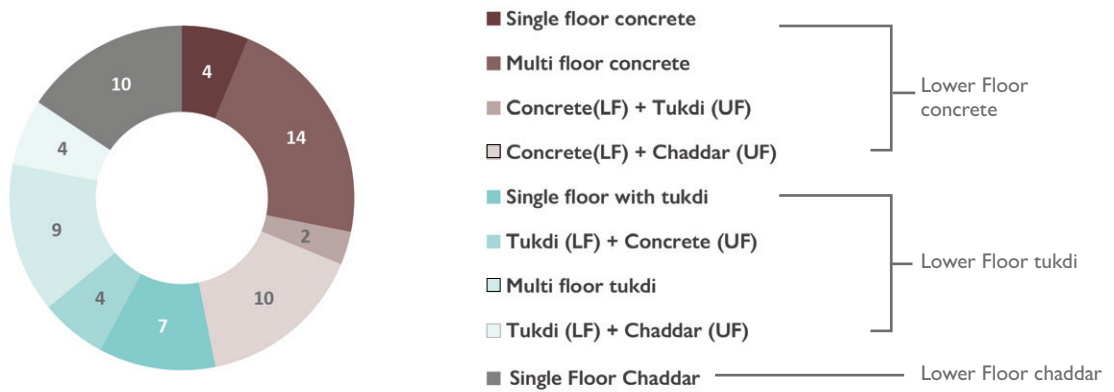 4
14
2
10
7
4
9
4
10
Single floor concrete
Multi floor concrete
Concrete(LF) + Tukdi (UF)
Concrete(LF) + Chaddar (UF)
Single floor with tukdi
Tukdi (LF) + Concrete (UF)
Multi floor tukdi
Tukdi (LF) + Chaddar (UF)
Single Floor Chaddar
Lower Floor
concrete
Lower Floor tukdi
Lower Floor chaddar